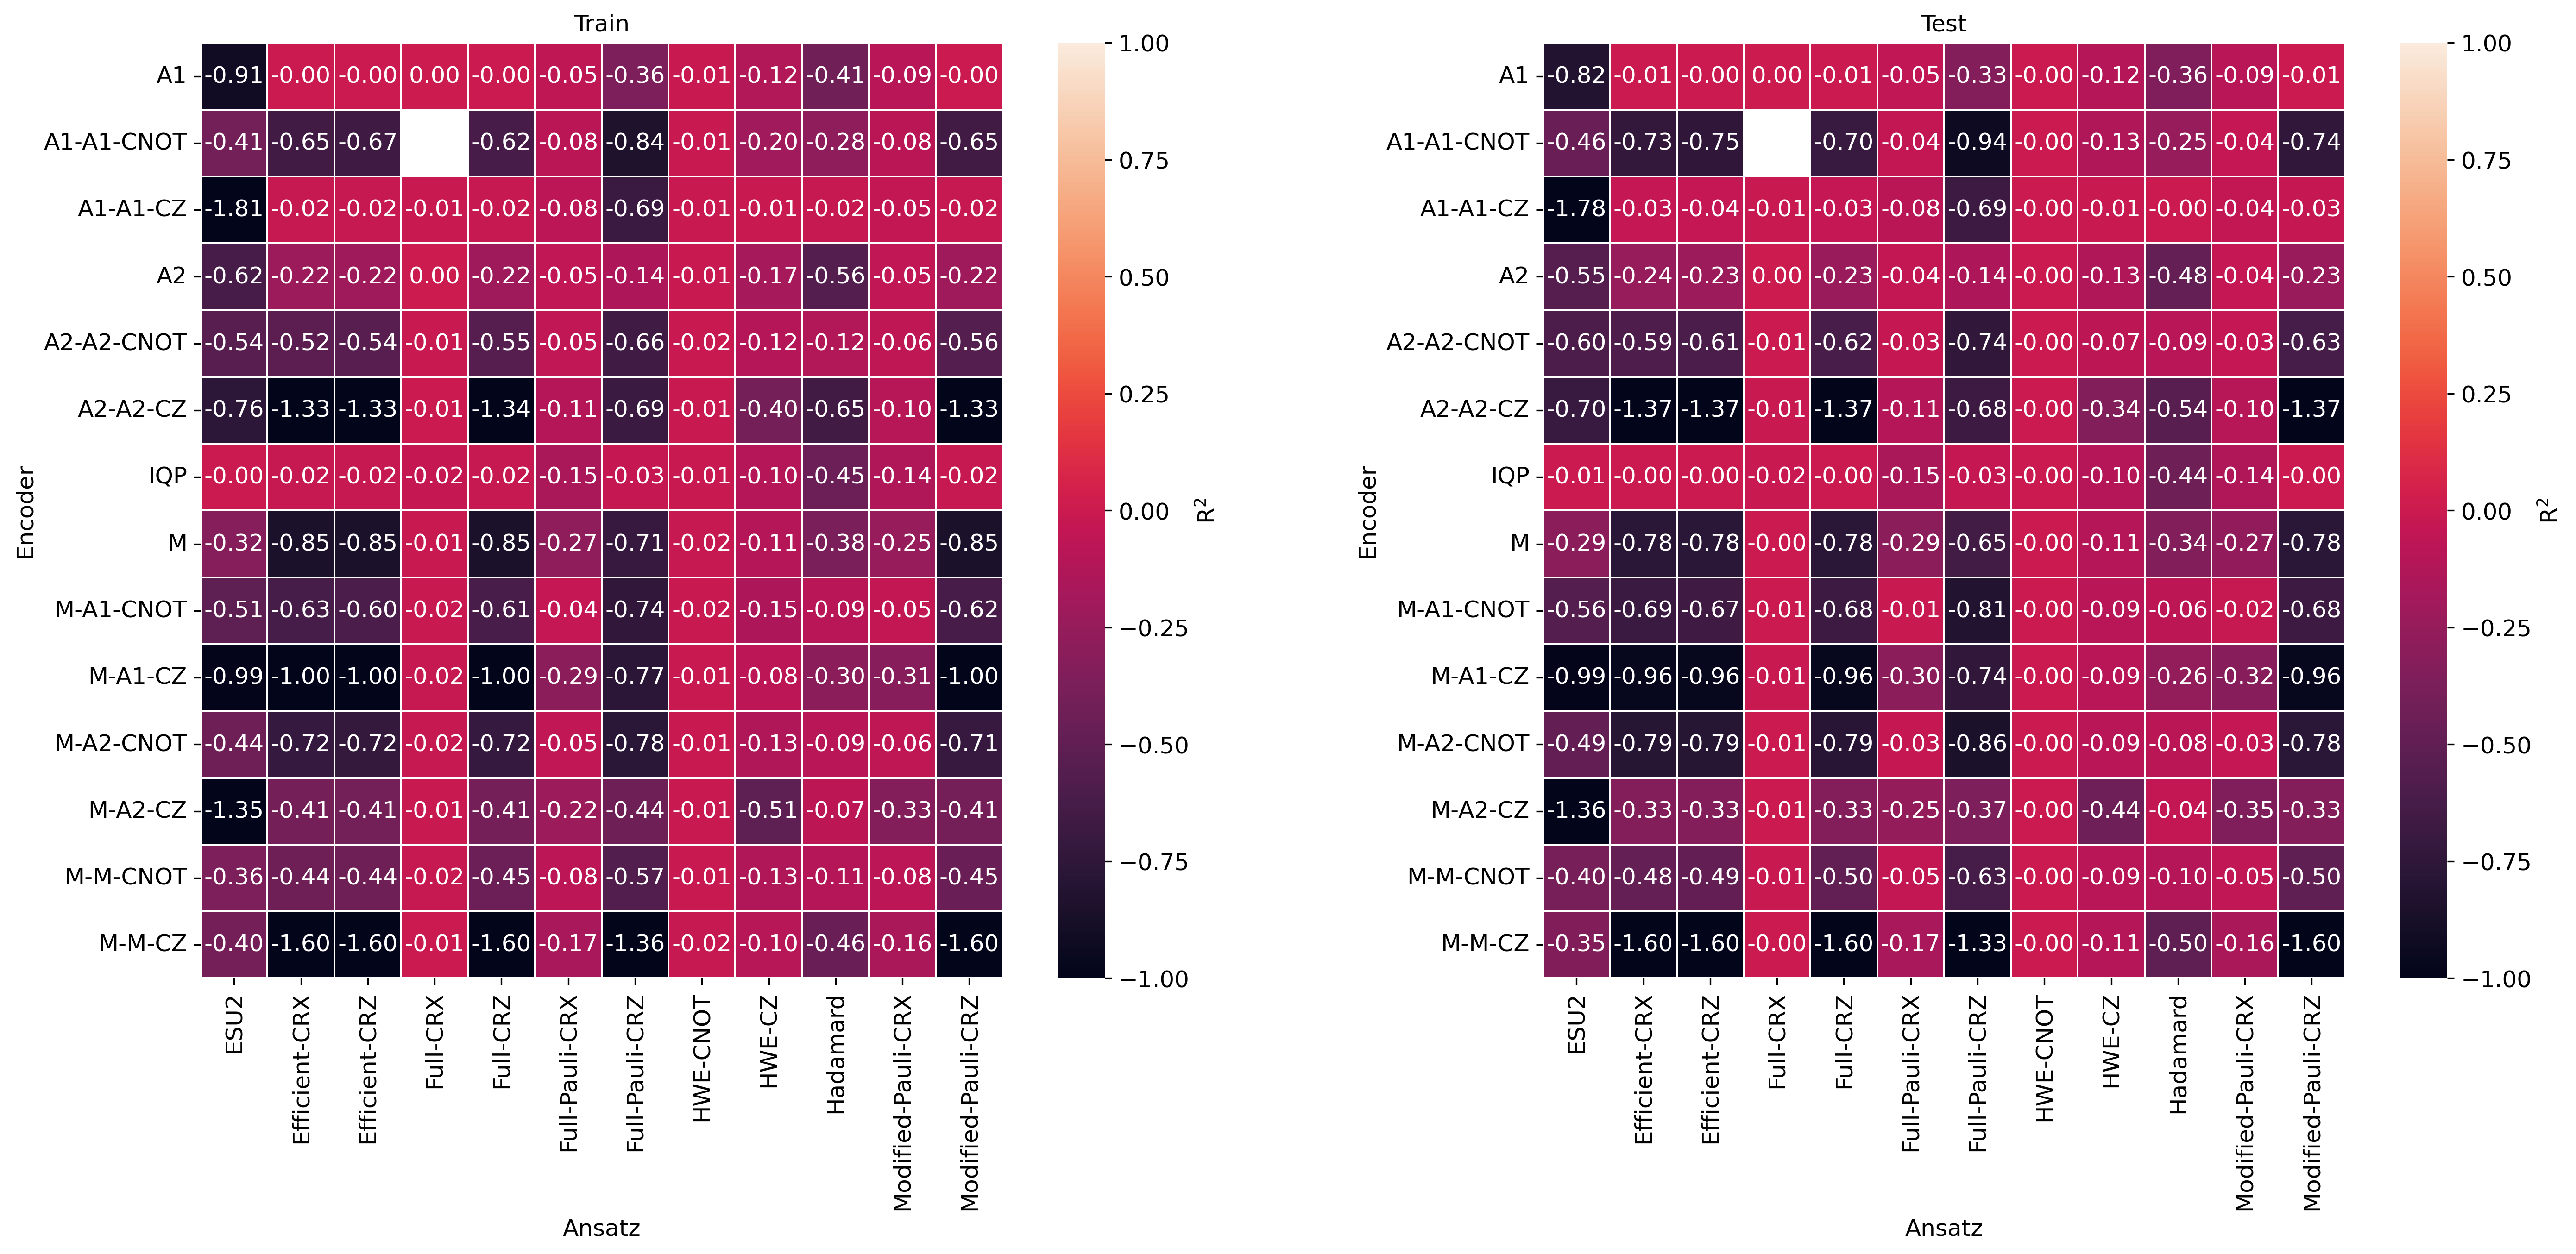 Train
A1 -0.91 -0.00 -0.00 0.00 -0.00 -0.05 -0.36 -0.01 -0.12 -0.41 -0.09 -0.00
A1-A1-CNOT -0.41 -0.65 -0.67 -0.62 -0.08 -0.84 -0.01 -0.20 -0.28 -0.08 -0.65
A1-A1-CZ -1.81 -0.02 -0.02 -0.01 -0.02 -0.08 -0.69 -0.01 -0.01 -0.02 -0.05 -0.02
A2 -0.62 -0.22 -0.22 0.00 -0.22 -0.05 -0.14 -0.01 -0.17 -0.56 -0.05 -0.22
A2-A2-CNOT -0.54 -0.52 -0.54 -0.01 -0.55 -0.05 -0.66 -0.02 -0.12 -0.12 -0.06 -0.56
A2-A2-CZ -0.76 -1.33 -1.33 -0.01 -1.34 -0.11 -0.69 -0.01 -0.40 -0.65 -0.10 -1.33
IQP -0.00 -0.02 -0.02 -0.02 -0.02 -0.15 -0.03 -0.01 -0.10 -0.45 -0.14 -0.02
M -0.32 -0.85 -0.85 -0.01 -0.85 -0.27 -0.71 -0.02 -0.11 -0.38 -0.25 -0.85
M-A1-CNOT -0.51 -0.63 -0.60 -0.02 -0.61 -0.04 -0.74 -0.02 -0.15 -0.09 -0.05 -0.62
M-A1-CZ -0.99 -1.00 -1.00 -0.02 -1.00 -0.29 -0.77 -0.01 -0.08 -0.30 -0.31 -1.00
M-A2-CNOT -0.44 -0.72 -0.72 -0.02 -0.72 -0.05 -0.78 -0.01 -0.13 -0.09 -0.06 -0.71
M-A2-CZ -1.35 -0.41 -0.41 -0.01 -0.41 -0.22 -0.44 -0.01 -0.51 -0.07 -0.33 -0.41
M-M-CNOT -0.36 -0.44 -0.44 -0.02 -0.45 -0.08 -0.57 -0.01 -0.13 -0.11 -0.08 -0.45
M-M-CZ -0.40 -1.60 -1.60 -0.01 -1.60 -0.17 -1.36 -0.02 -0.10 -0.46 -0.16 -1.60
Encoder
ESU2
Efficient-CRX
Efficient-CRZ
Full-CRX
Full-CRZ
Full-Pauli-CRX
Full-Pauli-CRZ
HWE-CNOT
HWE-CZ
Hadamard
Modified-Pauli-CRX
Modified-Pauli-CRZ
Ansatz
1.00
0.75
0.50
0.25
0.00
−0.25
−0.50
−0.75
−1.00
R²
Test
A1 -0.82 -0.01 -0.00 0.00 -0.01 -0.05 -0.33 -0.00 -0.12 -0.36 -0.09 -0.01
A1-A1-CNOT -0.46 -0.73 -0.75 -0.70 -0.04 -0.94 -0.00 -0.13 -0.25 -0.04 -0.74
A1-A1-CZ -1.78 -0.03 -0.04 -0.01 -0.03 -0.08 -0.69 -0.00 -0.01 -0.00 -0.04 -0.03
A2 -0.55 -0.24 -0.23 0.00 -0.23 -0.04 -0.14 -0.00 -0.13 -0.48 -0.04 -0.23
A2-A2-CNOT -0.60 -0.59 -0.61 -0.01 -0.62 -0.03 -0.74 -0.00 -0.07 -0.09 -0.03 -0.63
A2-A2-CZ -0.70 -1.37 -1.37 -0.01 -1.37 -0.11 -0.68 -0.00 -0.34 -0.54 -0.10 -1.37
IQP -0.01 -0.00 -0.00 -0.02 -0.00 -0.15 -0.03 -0.00 -0.10 -0.44 -0.14 -0.00
M -0.29 -0.78 -0.78 -0.00 -0.78 -0.29 -0.65 -0.00 -0.11 -0.34 -0.27 -0.78
M-A1-CNOT -0.56 -0.69 -0.67 -0.01 -0.68 -0.01 -0.81 -0.00 -0.09 -0.06 -0.02 -0.68
M-A1-CZ -0.99 -0.96 -0.96 -0.01 -0.96 -0.30 -0.74 -0.00 -0.09 -0.26 -0.32 -0.96
M-A2-CNOT -0.49 -0.79 -0.79 -0.01 -0.79 -0.03 -0.86 -0.00 -0.09 -0.08 -0.03 -0.78
M-A2-CZ -1.36 -0.33 -0.33 -0.01 -0.33 -0.25 -0.37 -0.00 -0.44 -0.04 -0.35 -0.33
M-M-CNOT -0.40 -0.48 -0.49 -0.01 -0.50 -0.05 -0.63 -0.00 -0.09 -0.10 -0.05 -0.50
M-M-CZ -0.35 -1.60 -1.60 -0.00 -1.60 -0.17 -1.33 -0.00 -0.11 -0.50 -0.16 -1.60
Encoder
ESU2
Efficient-CRX
Efficient-CRZ
Full-CRX
Full-CRZ
Full-Pauli-CRX
Full-Pauli-CRZ
HWE-CNOT
HWE-CZ
Hadamard
Modified-Pauli-CRX
Modified-Pauli-CRZ
Ansatz
1.00
0.75
0.50
0.25
0.00
−0.25
−0.50
−0.75
−1.00
R²